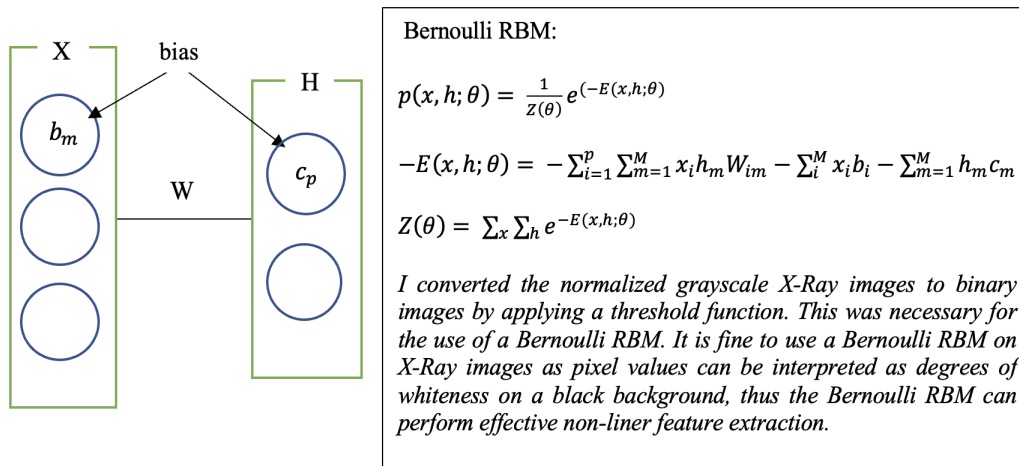 X
bias
H
b_m
c_p
W
Bernoulli RBM:
p(x, h; θ) = \frac{1}{Z(θ)} e^{(-E(x,h;θ)}
-E(x, h; θ) = -∑_{i=1}^{p} ∑_{m=1}^{M} x_i h_m W_{im} - ∑_{i}^{M} x_i b_i - ∑_{m=1}^{M} h_m c_m
Z(θ) = ∑_x ∑_h e^{-E(x,h;θ)}
I converted the normalized grayscale X-Ray images to binary
images by applying a threshold function. This was necessary for
the use of a Bernoulli RBM. It is fine to use a Bernoulli RBM on
X-Ray images as pixel values can be interpreted as degrees of
whiteness on a black background, thus the Bernoulli RBM can
perform effective non-liner feature extraction.